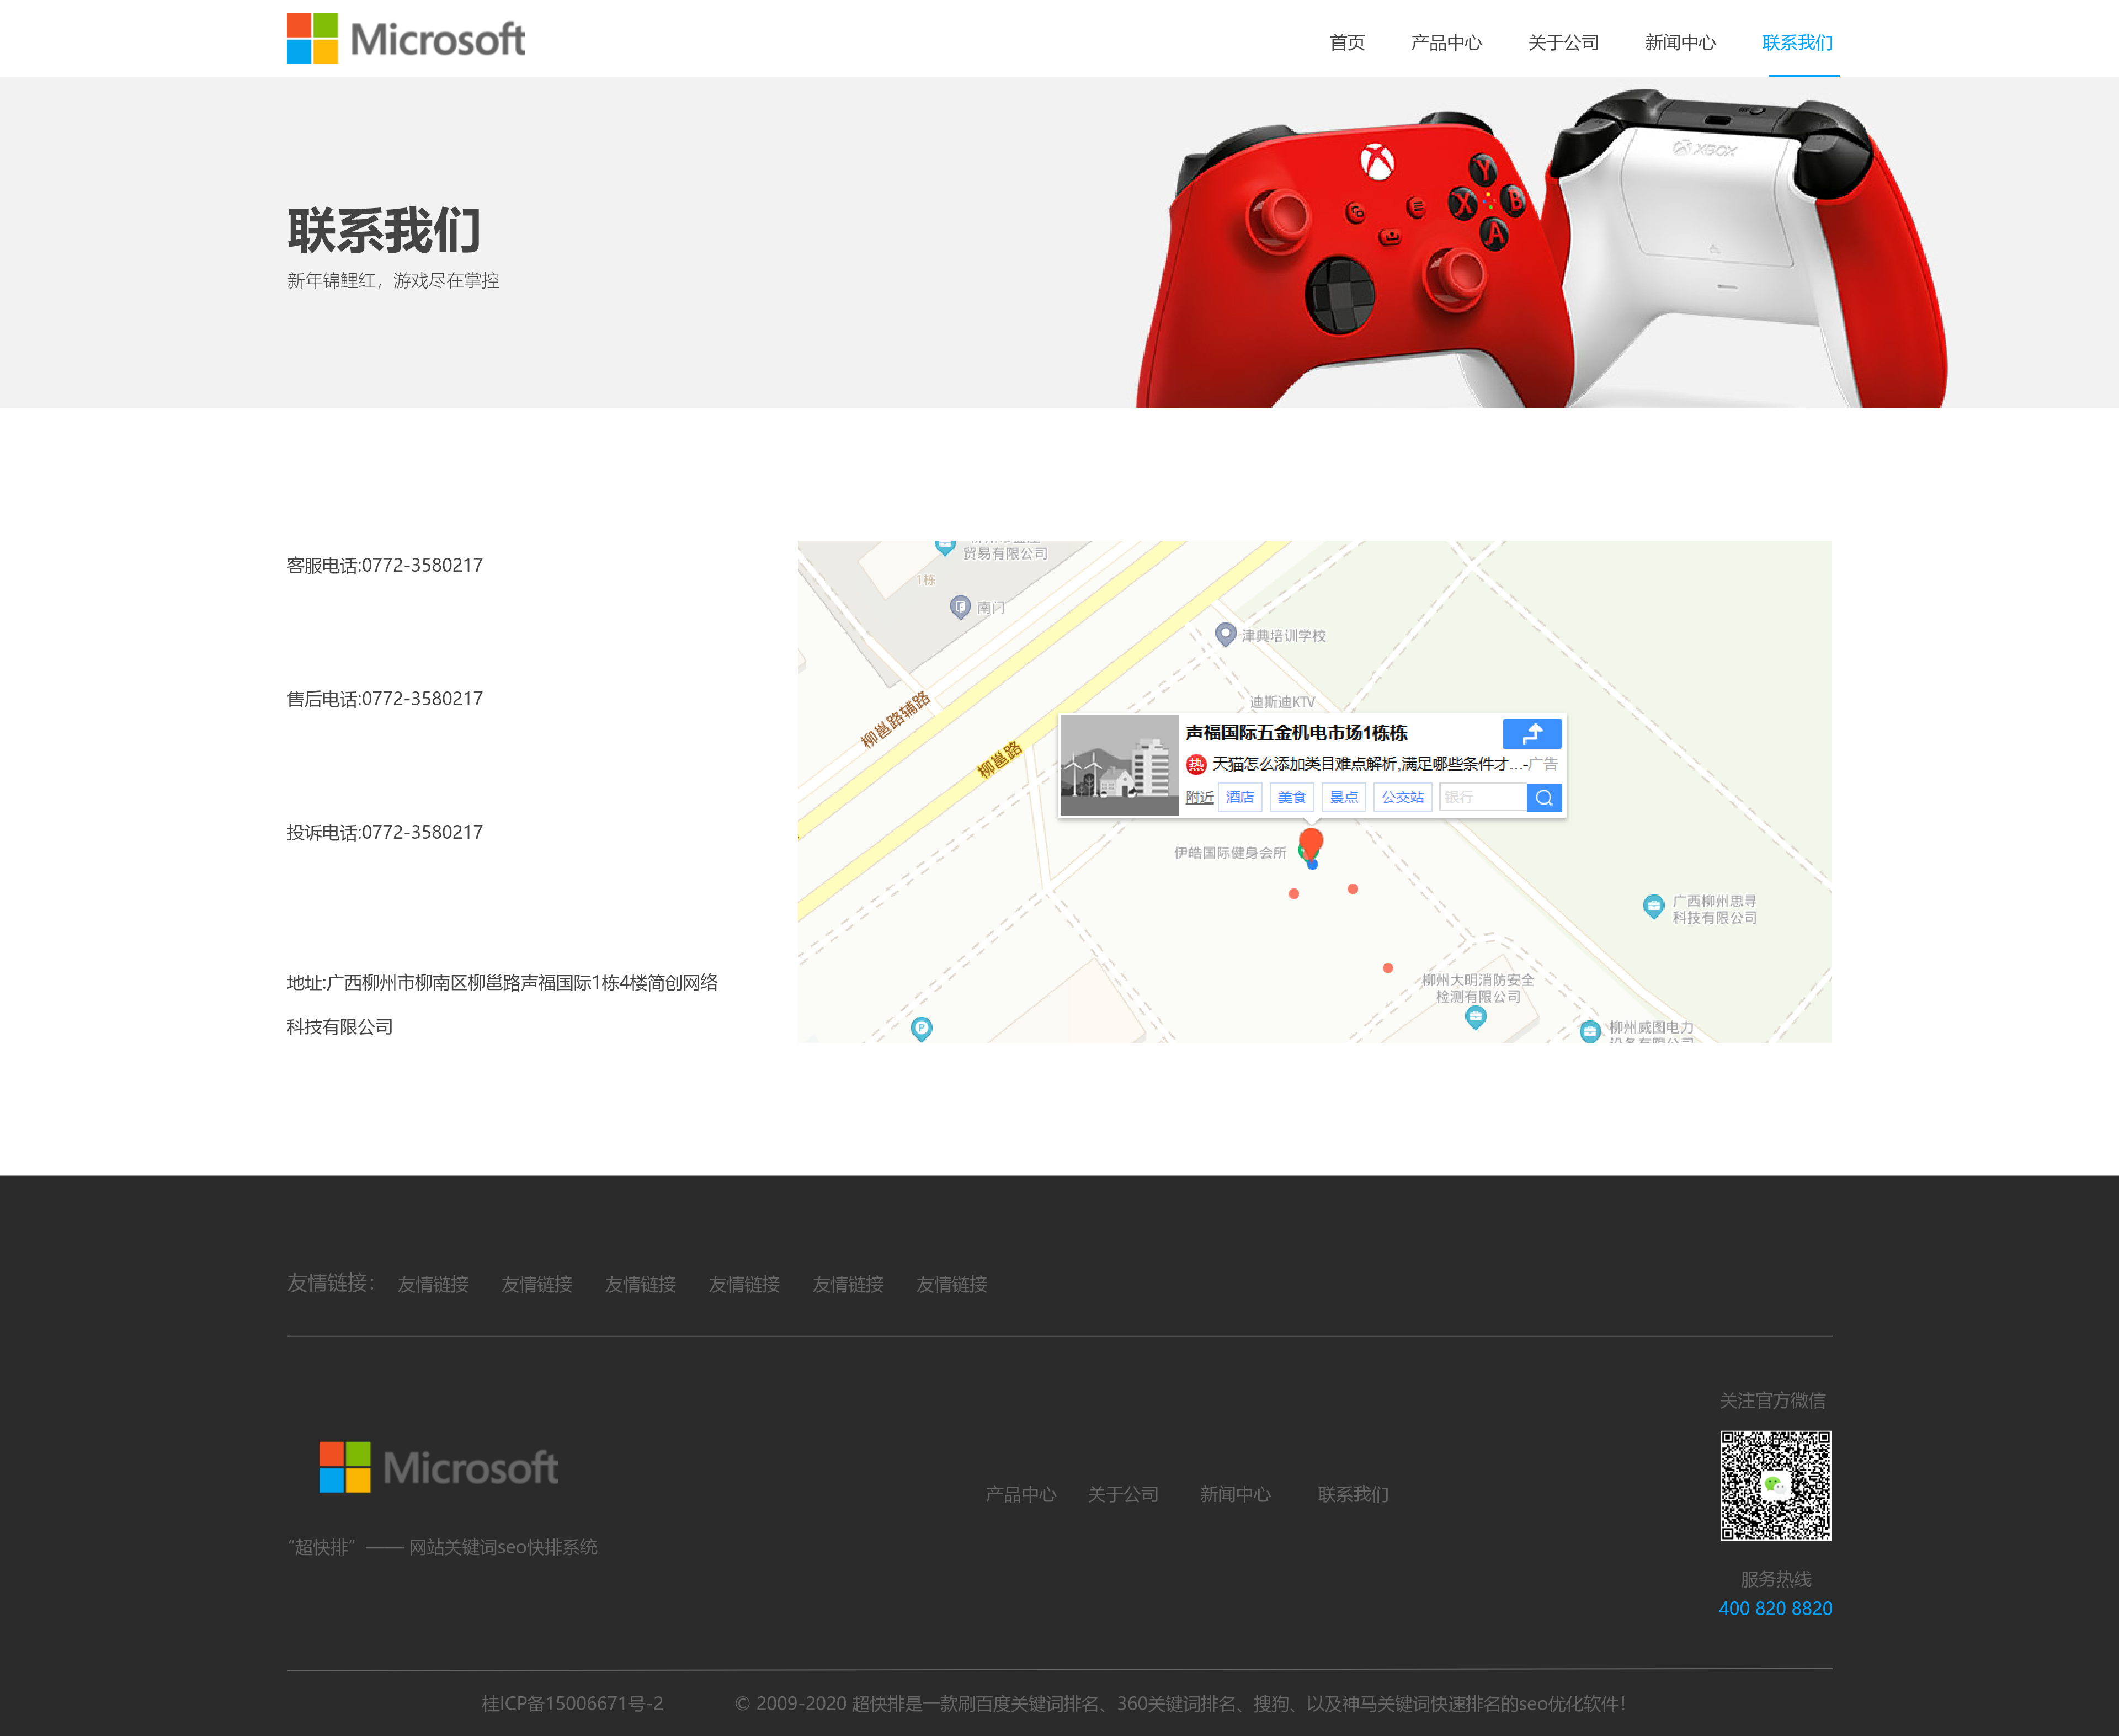 Microsoft
首页 产品中心 关于公司 新闻中心 联系我们
联系我们
新年锦鲤红，游戏尽在掌控
XBOX
Y
X B
A
客服电话:0772-3580217
售后电话:0772-3580217
投诉电话:0772-3580217
地址:广西柳州市柳南区柳邕路声福国际1栋4楼简创网络
科技有限公司
贸易有限公司
1栋
南门
津典培训学校
迪斯迪KTV
柳邕路辅路
柳邕路
声福国际五金机电市场1栋栋
热 天猫怎么添加类目难点解析,满足哪些条件才...-广告
附近 酒店 美食 景点 公交站 银行
伊皓国际健身会所
广西柳州思寻
科技有限公司
柳州大明消防安全
检测有限公司
P
柳州威图电力
设备有限公司
友情链接： 友情链接 友情链接 友情链接 友情链接 友情链接 友情链接
关注官方微信
Microsoft
产品中心 关于公司 新闻中心 联系我们
“超快排” —— 网站关键词seo快排系统
服务热线
400 820 8820
桂ICP备15006671号-2 © 2009-2020 超快排是一款刷百度关键词排名、360关键词排名、搜狗、以及神马关键词快速排名的seo优化软件!